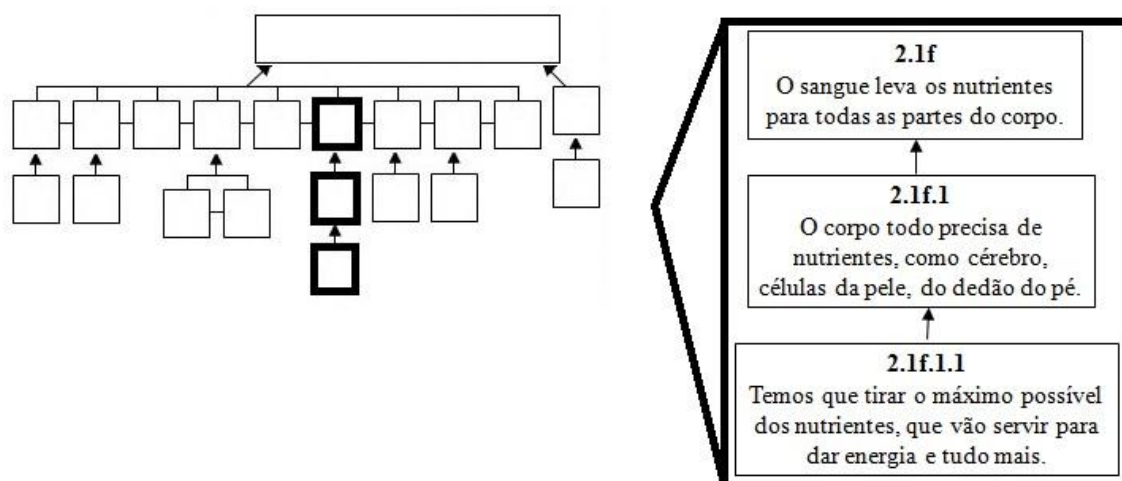 2.1f
O sangue leva os nutrientes
para todas as partes do corpo.
2.1f.1
O corpo todo precisa de
nutrientes, como cérebro,
células da pele, do dedão do pé.
2.1f.1.1
Temos que tirar o máximo possível
dos nutrientes, que vão servir para
dar energia e tudo mais.